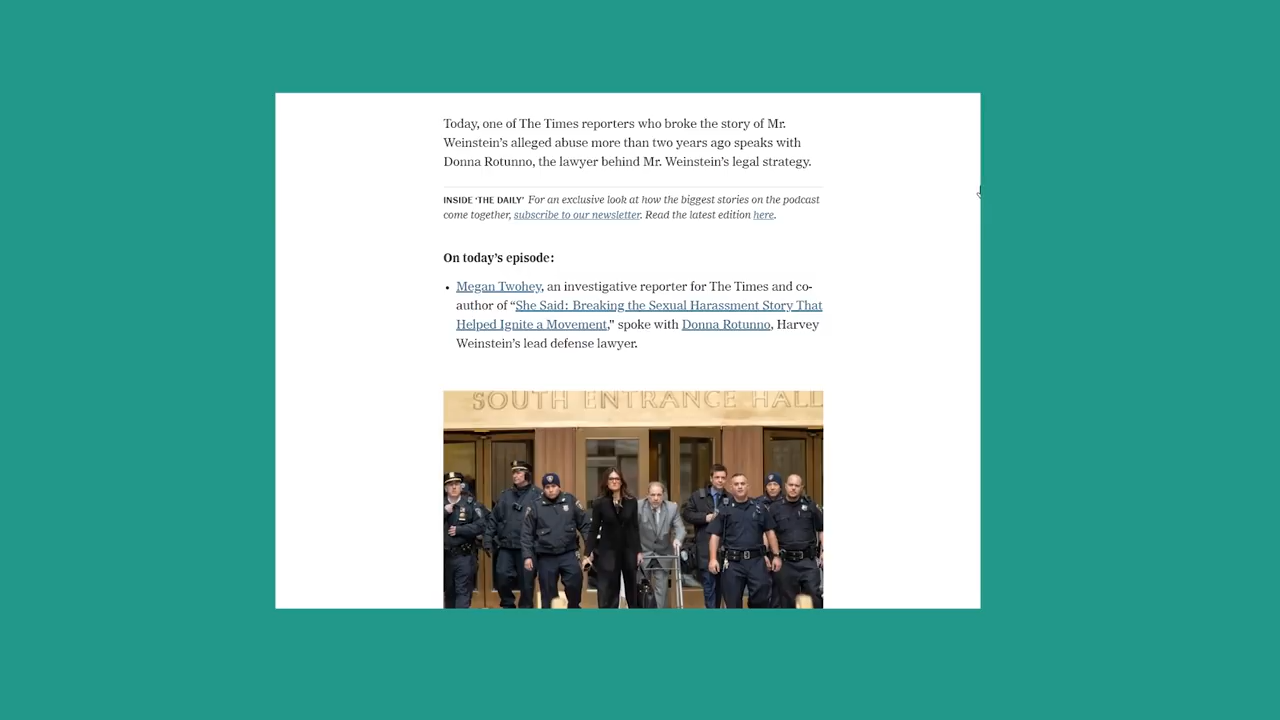 Today, one of The Times reporters who broke the story of Mr.
Weinstein’s alleged abuse more than two years ago speaks with
Donna Rotunno, the lawyer behind Mr. Weinstein’s legal strategy.
INSIDE ‘THE DAILY’ For an exclusive look at how the biggest stories on the podcast
come together, subscribe to our newsletter. Read the latest edition here.
On today’s episode:
• Megan Twohey, an investigative reporter for The Times and co-
author of “She Said: Breaking the Sexual Harassment Story That
Helped Ignite a Movement,” spoke with Donna Rotunno, Harvey
Weinstein’s lead defense lawyer.
SOUTH ENTRANCE HALL